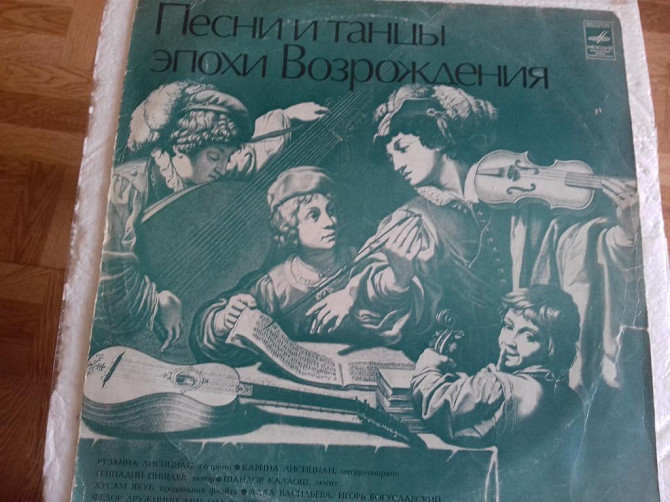 Песни и танцы
эпохи Возрождения
МЕЛОДИЯ
РУЗАННА ЛИСИЦИАН, сопрано ● КАРИНА ЛИСИЦИАН, меццо-сопрано
ГЕННАДИЙ ПИЩАЕВ, тенор ● ШАНДОР КАЛЛОШ, лютня
ХУСАМ ЯКУБ, продольная флейта ● АЛЛА ВАСИЛЬЕВА, ИГОРЬ БОГУСЛАВСКИЙ
ФЕДОР ДРУЖИНИН